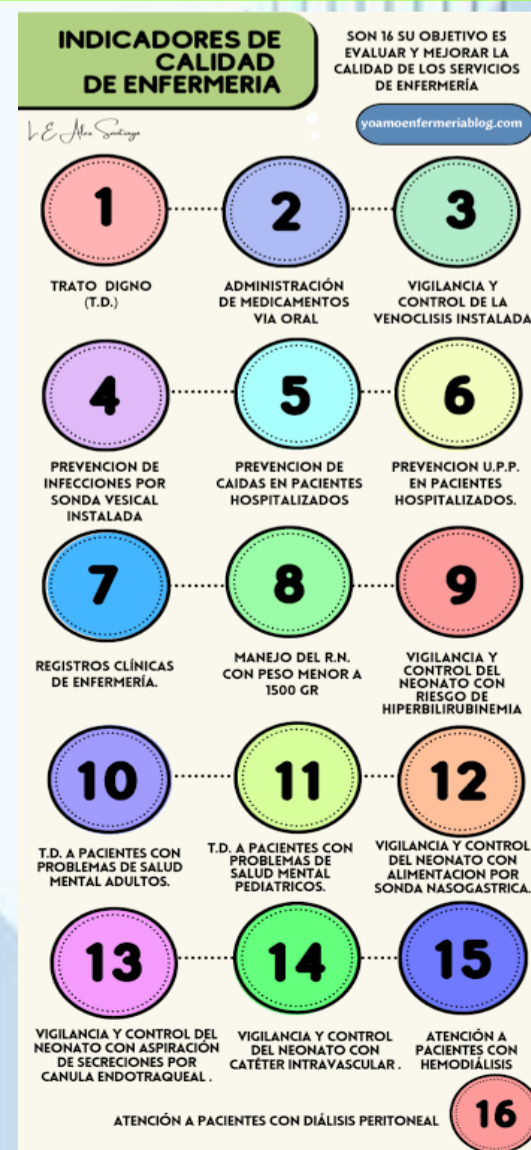 INDICADORES DE
CALIDAD
DE ENFERMERIA
SON 16 SU OBJETIVO ES
EVALUAR Y MEJORAR LA
CALIDAD DE LOS SERVICIOS
DE ENFERMERÍA
yoamoenfermeriablog.com
L.E. Alex Santiago
1
TRATO DIGNO
(T.D.)
2
ADMINISTRACIÓN
DE MEDICAMENTOS
VIA ORAL
3
VIGILANCIA Y
CONTROL DE LA
VENOCLISIS INSTALADA
4
PREVENCION DE
INFECCIONES POR
SONDA VESICAL
INSTALADA
5
PREVENCION DE
CAIDAS EN PACIENTES
HOSPITALIZADOS
6
PREVENCION U.P.P.
EN PACIENTES
HOSPITALIZADOS.
7
REGISTROS CLÍNICAS
DE ENFERMERÍA.
8
MANEJO DEL R.N.
CON PESO MENOR A
1500 GR
9
VIGILANCIA Y
CONTROL DEL
NEONATO CON
RIESGO DE
HIPERBILIRUBINEMIA
10
T.D. A PACIENTES CON
PROBLEMAS DE SALUD
MENTAL ADULTOS.
11
T.D. A PACIENTES CON
PROBLEMAS DE
SALUD MENTAL
PEDIATRICOS.
12
VIGILANCIA Y CONTROL
DEL NEONATO CON
ALIMENTACION POR
SONDA NASOGASTRICA.
13
VIGILANCIA Y CONTROL DEL
NEONATO CON ASPIRACIÓN
DE SECRECIONES POR
CANULA ENDOTRAQUEAL .
14
VIGILANCIA Y CONTROL
DEL NEONATO CON
CATÉTER INTRAVASCULAR .
15
ATENCIÓN A
PACIENTES CON
HEMODIÁLISIS
ATENCIÓN A PACIENTES CON DIÁLISIS PERITONEAL
16